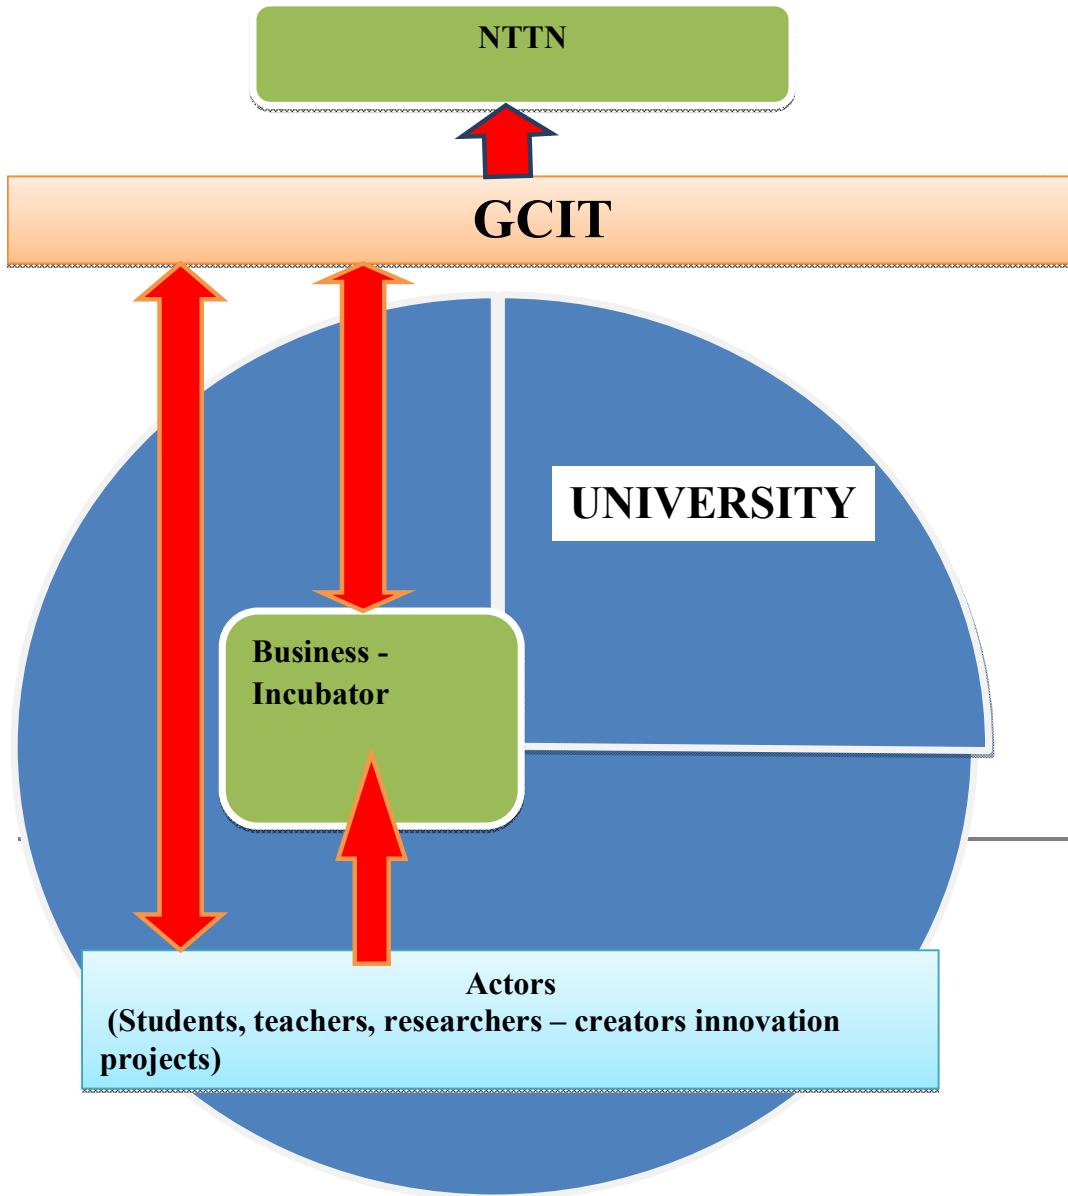 NTTN
GCIT
UNIVERSITY
Business -
Incubator
Actors
(Students, teachers, researchers – creators innovation
projects)